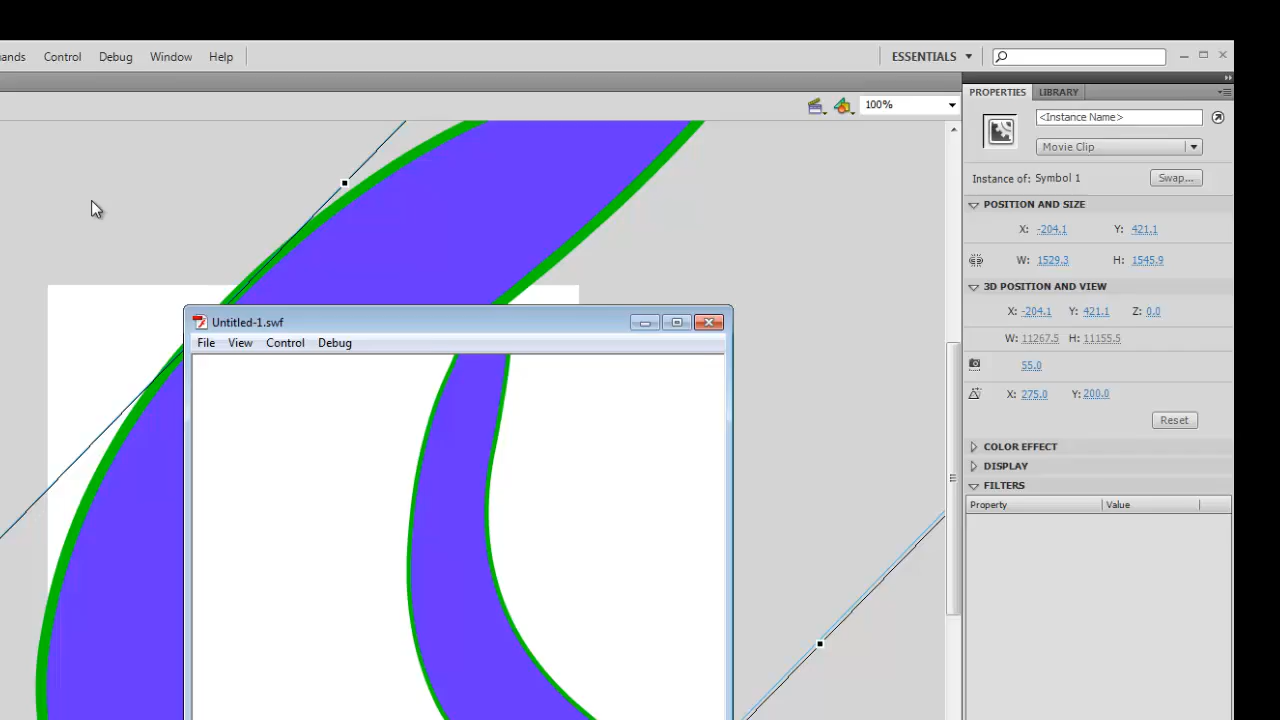 ands Control Debug Window Help ESSENTIALS
100%
PROPERTIES LIBRARY
<Instance Name>
Movie Clip
Instance of: Symbol 1 Swap...
POSITION AND SIZE
X: -204.1 Y: 421.1
W: 1529.3 H: 1545.9
3D POSITION AND VIEW
X: -204.1 Y: 421.1 Z: 0.0
W: 11267.5 H: 11155.5
55.0
X: 275.0 Y: 200.0
Reset
COLOR EFFECT
DISPLAY
FILTERS
Property Value
Untitled-1.swf
File View Control Debug